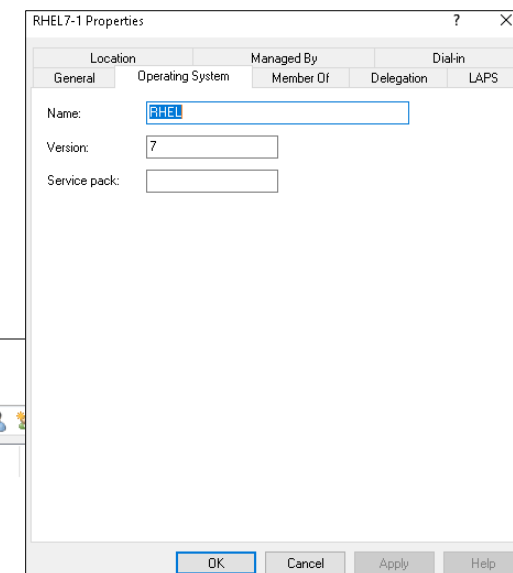 RHEL7-1 Properties ? X
Location Managed By Dial-in
General Operating System Member Of Delegation LAPS
Name: RHEL
Version: 7
Service pack:
OK Cancel Apply Help